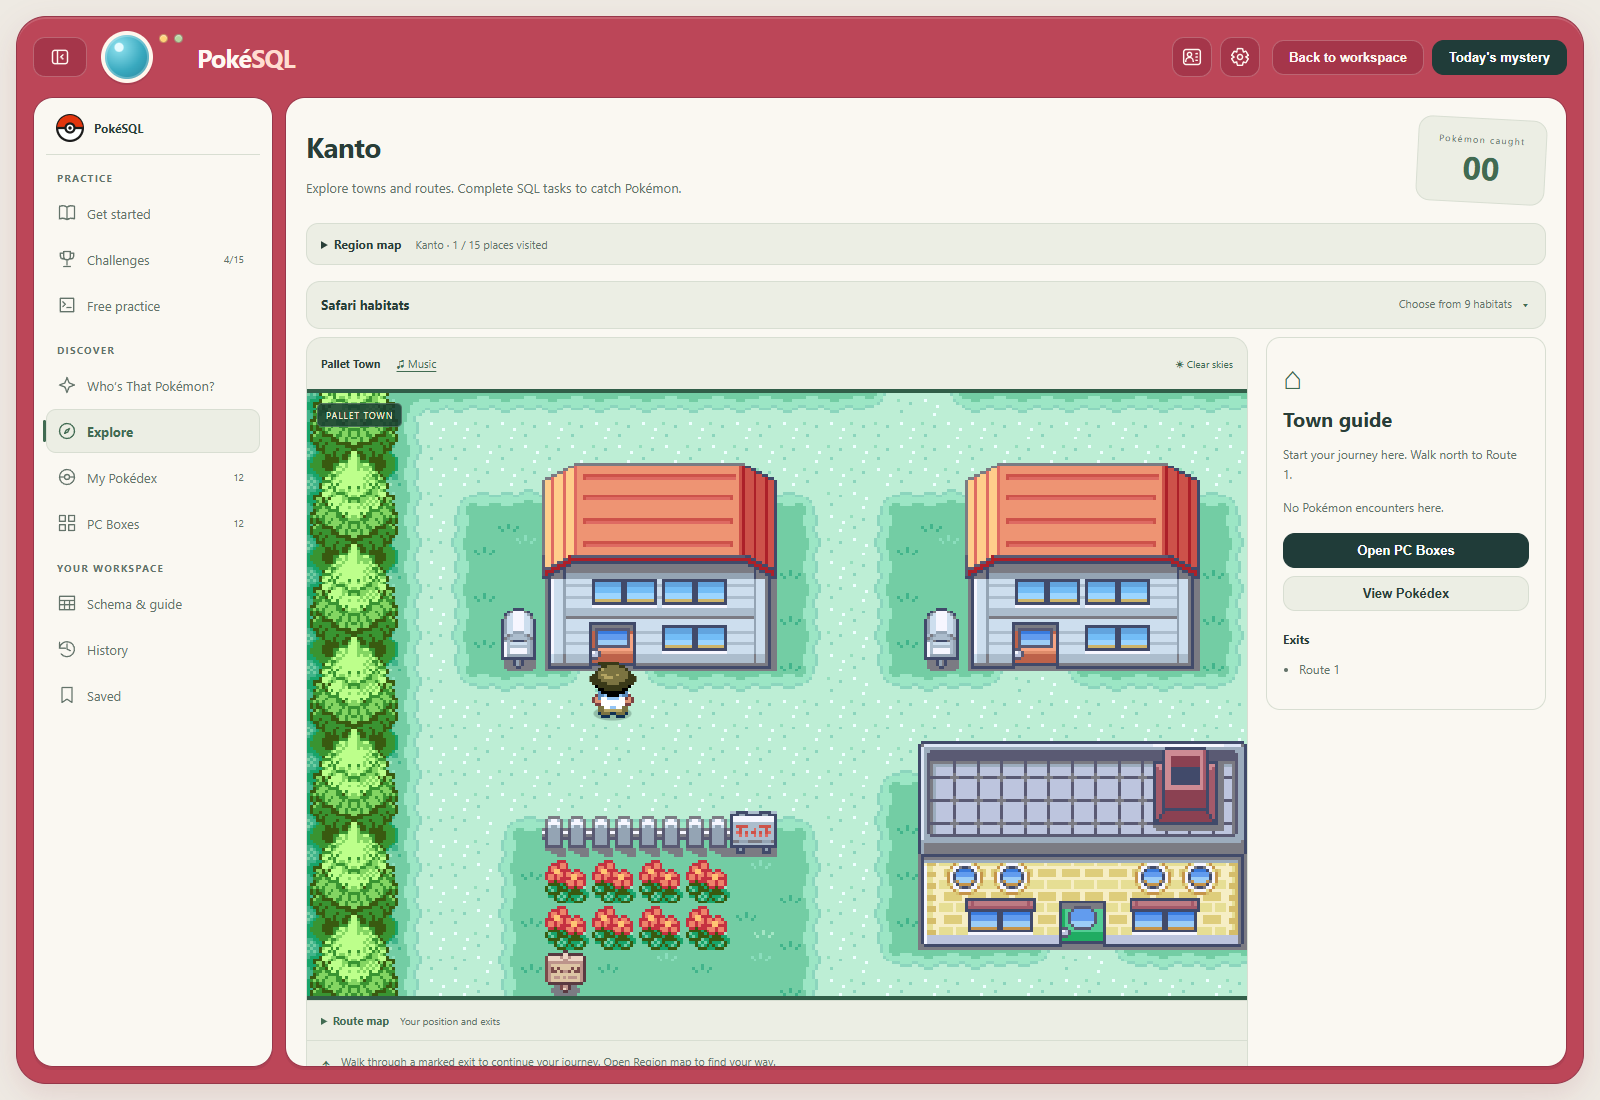 PokéSQL
Back to workspace
Today's mystery
PokéSQL
PRACTICE
Get started
Challenges 4/15
Free practice
DISCOVER
Who's That Pokémon?
Explore
My Pokédex 12
PC Boxes 12
YOUR WORKSPACE
Schema & guide
History
Saved
Kanto
Explore towns and routes. Complete SQL tasks to catch Pokémon.
Pokémon caught
00
Region map Kanto · 1 / 15 places visited
Safari habitats
Choose from 9 habitats
Pallet Town
♫ Music
☀ Clear skies
PALLET TOWN
Route map Your position and exits
Walk through a marked exit to continue your journey. Open Region map to find your way.
Town guide
Start your journey here. Walk north to Route
1.
No Pokémon encounters here.
Open PC Boxes
View Pokédex
Exits
• Route 1